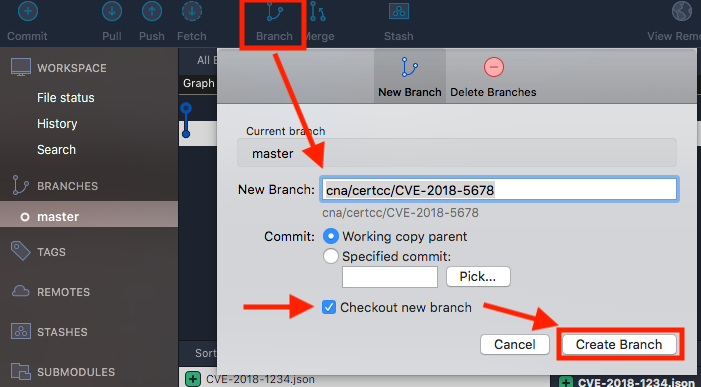 Commit Pull Push Fetch Branch Merge Stash View Remo
WORKSPACE
File status
History
Search
BRANCHES
master
TAGS
REMOTES
STASHES
SUBMODULES
All B
Graph
New Branch Delete Branches
Current branch
master
New Branch: cna/certcc/CVE-2018-5678
cna/certcc/CVE-2018-5678
Commit: Working copy parent
Specified commit:
Pick...
Checkout new branch
Cancel Create Branch
Sort
CVE-2018-1234.json CVE-2018-1234.json